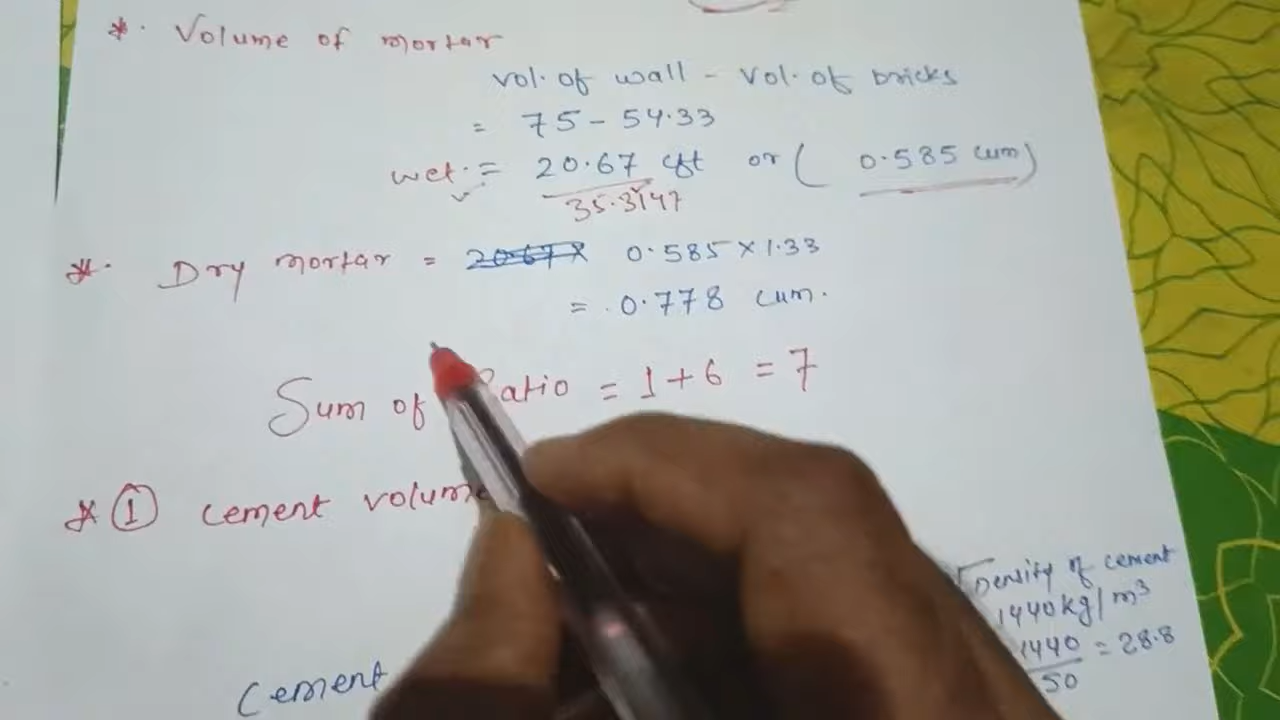 *. Volume of mortar
vol. of wall - Vol. of bricks
= 75 - 54.33
wet. = 20.67 cft or ( 0.585 cum)
35.3147
*. Dry mortar = 0.585 x 1.33
= 0.778 cum.
Sum of Ratio = 1 + 6 = 7
* ① cement volume
Density of cement
1440 kg/m³
1440 = 28.8
50
Cement